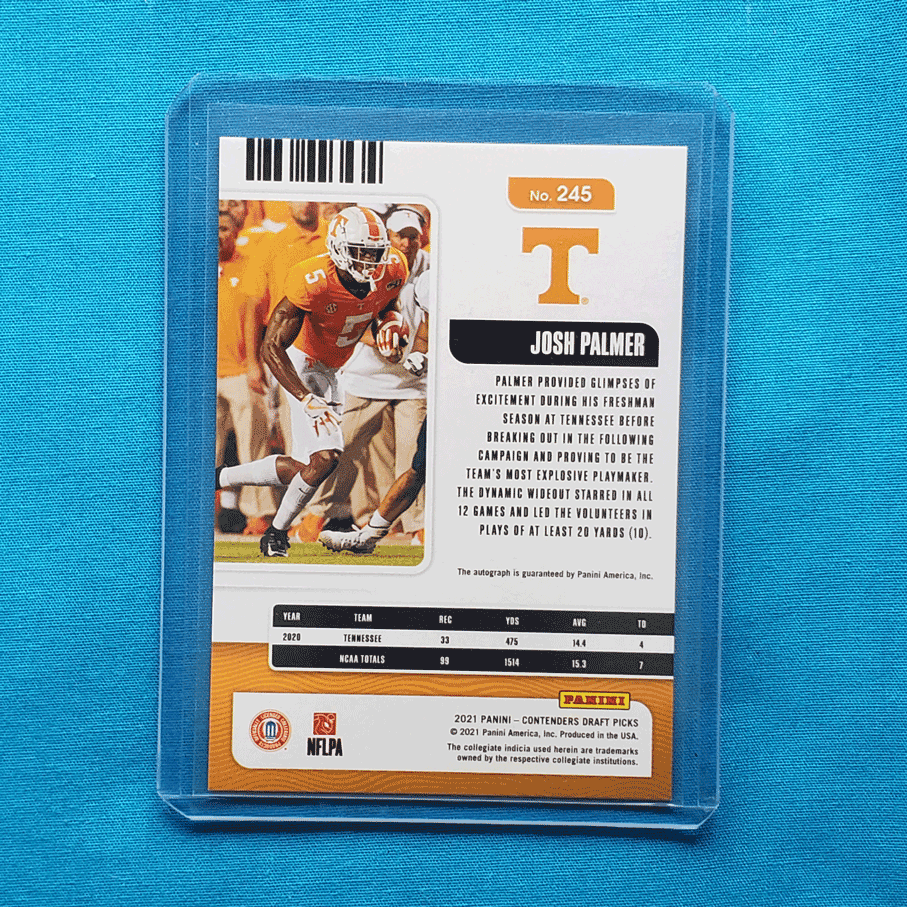 No. 245
T
®
JOSH PALMER
PALMER PROVIDED GLIMPSES OF
EXCITEMENT DURING HIS FRESHMAN
SEASON AT TENNESSEE BEFORE
BREAKING OUT IN THE FOLLOWING
CAMPAIGN AND PROVING TO BE THE
TEAM'S MOST EXPLOSIVE PLAYMAKER.
THE DYNAMIC WIDEOUT STARRED IN ALL
12 GAMES AND LED THE VOLUNTEERS IN
PLAYS OF AT LEAST 20 YARDS (10).
5
The autograph is guaranteed by Panini America, Inc.
YEAR TEAM REC YDS AVG TD
2020 TENNESSEE 33 475 14.4 4
NCAA TOTALS 99 1514 15.3 7
PANINI
2021 PANINI – CONTENDERS DRAFT PICKS
© 2021 Panini America, Inc. Produced in the USA.
The collegiate indicia used herein are trademarks
owned by the respective collegiate institutions.
OFFICIALLY LICENSED COLLEGIATE PRODUCTS
NFLPA